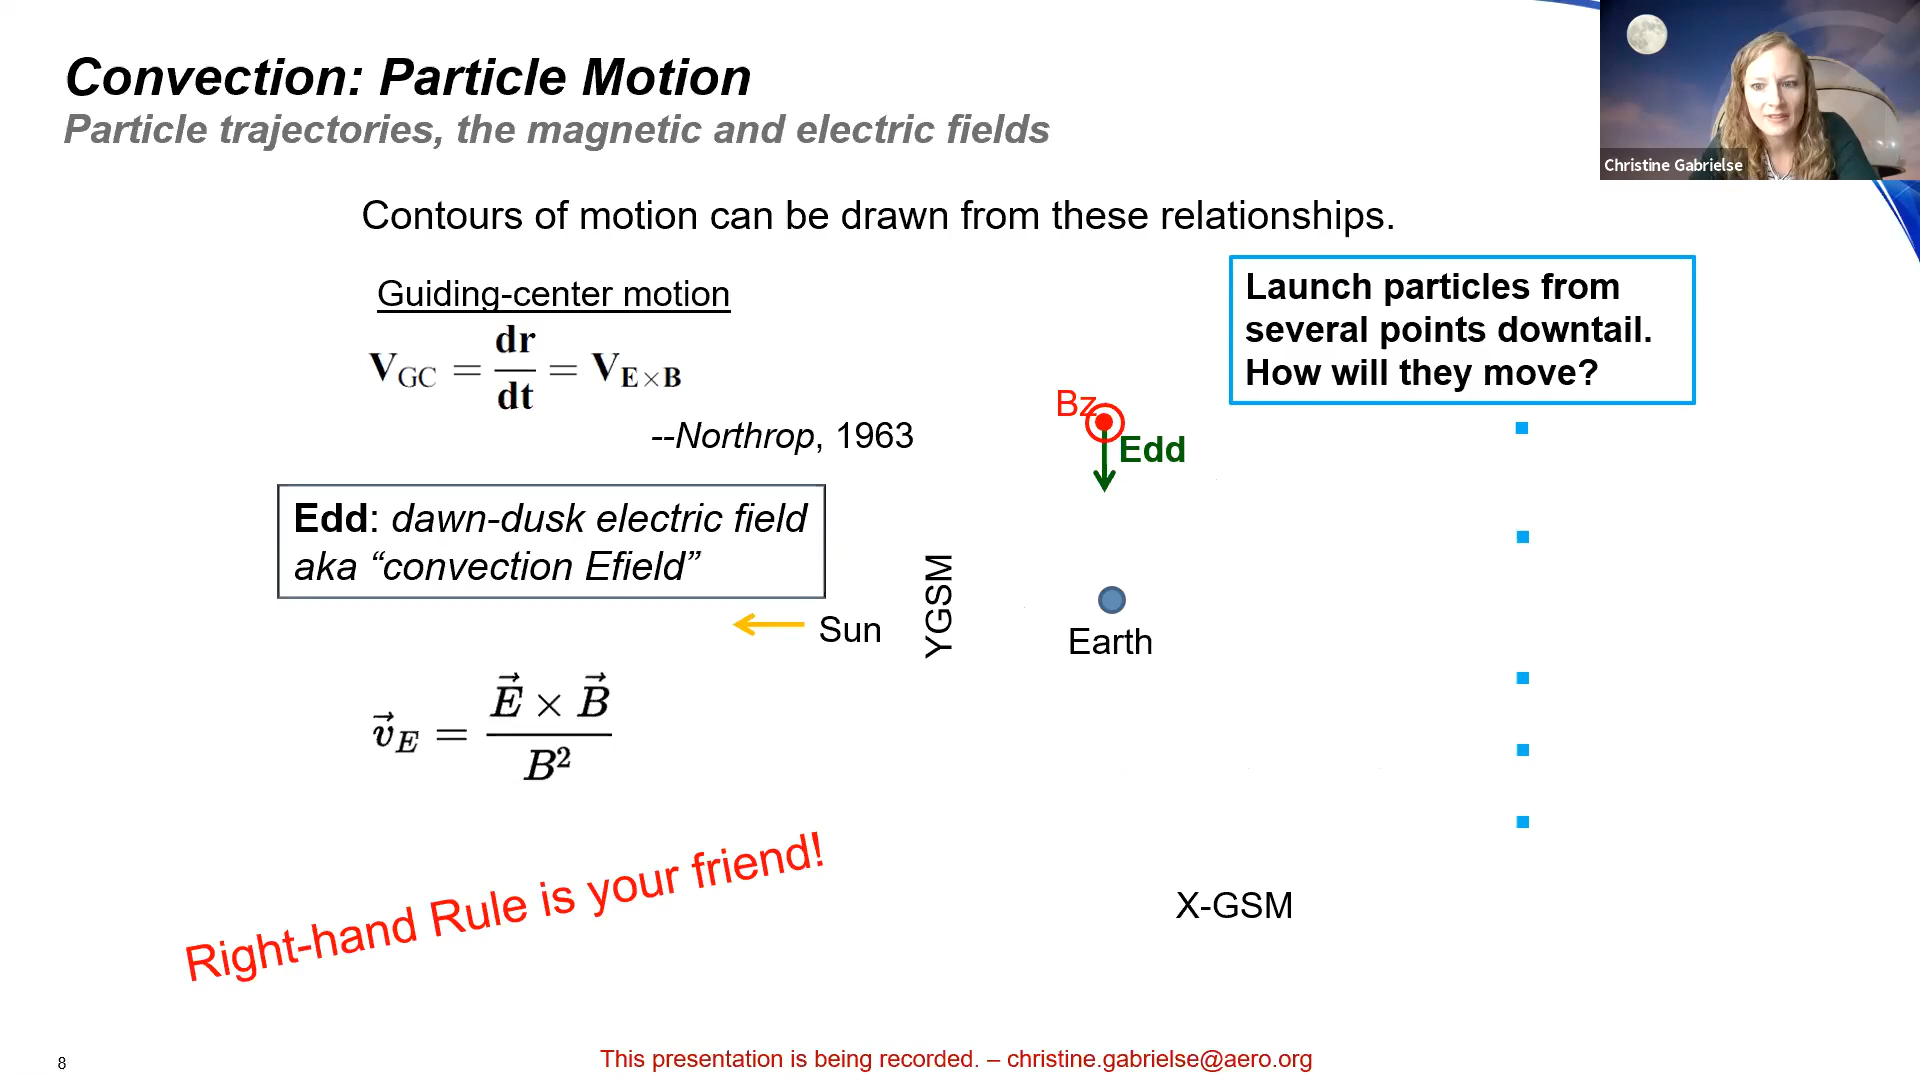 Convection: Particle Motion
Particle trajectories, the magnetic and electric fields
Christine Gabrielse
Contours of motion can be drawn from these relationships.
Guiding-center motion
V_GC = dr/dt = V_E×B
--Northrop, 1963
Launch particles from
several points downtail.
How will they move?
Bz
Edd
Edd: dawn-dusk electric field
aka “convection Efield”
Sun
YGSM
Earth
v⃗_E = E⃗ × B⃗ / B²
Right-hand Rule is your friend!
X-GSM
8
This presentation is being recorded. – christine.gabrielse@aero.org